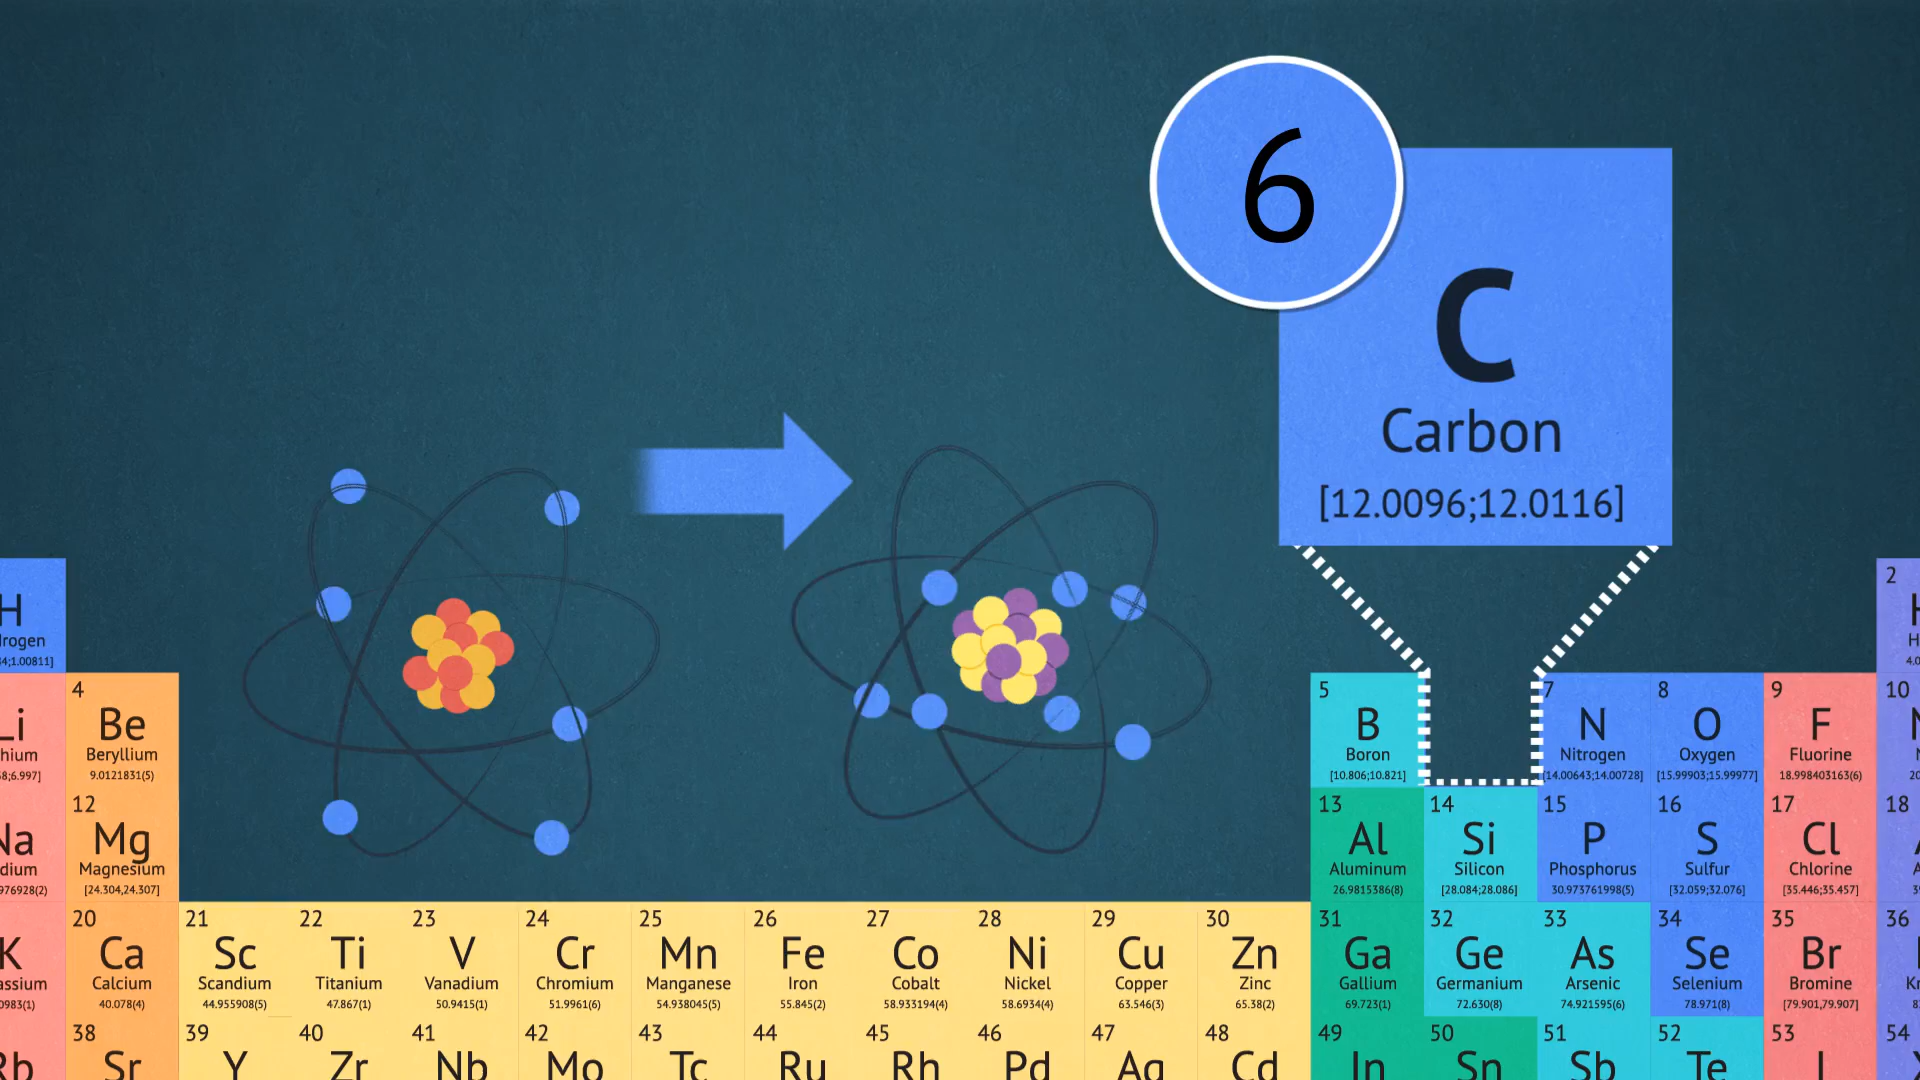 6
C
Carbon
[12.0096;12.0116]
H
2
4 5 7 8 9 10
Be B N O F
Beryllium Boron Nitrogen Oxygen Fluorine
9.0121831(5) [10.806;10.821] [14.00643;14.00728] [15.99903;15.99977] 18.998403163(6)
12 13 14 15 16 17 18
Mg Al Si P S Cl
Magnesium Aluminum Silicon Phosphorus Sulfur Chlorine
[24.304,24.307] 26.9815386(8) [28.084;28.086] 30.973761998(5) [32.059;32.076] [35.446;35.457]
20 21 22 23 24 25 26 27 28 29 30 31 32 33 34 35 36
K Ca Sc Ti V Cr Mn Fe Co Ni Cu Zn Ga Ge As Se Br
Calcium Scandium Titanium Vanadium Chromium Manganese Iron Cobalt Nickel Copper Zinc Gallium Germanium Arsenic Selenium Bromine
40.078(4) 44.955908(5) 47.867(1) 50.9415(1) 51.9961(6) 54.938045(5) 55.845(2) 58.933194(4) 58.6934(4) 63.546(3) 65.38(2) 69.723(1) 72.630(8) 74.921595(6) 78.971(8) [79.901,79.907]
38 39 40 41 42 43 44 45 46 47 48 49 50 51 52 53 54
Rb Sr Y Zr Nb Mo Tc Ru Rh Pd Ag Cd In Sn Sb Te I